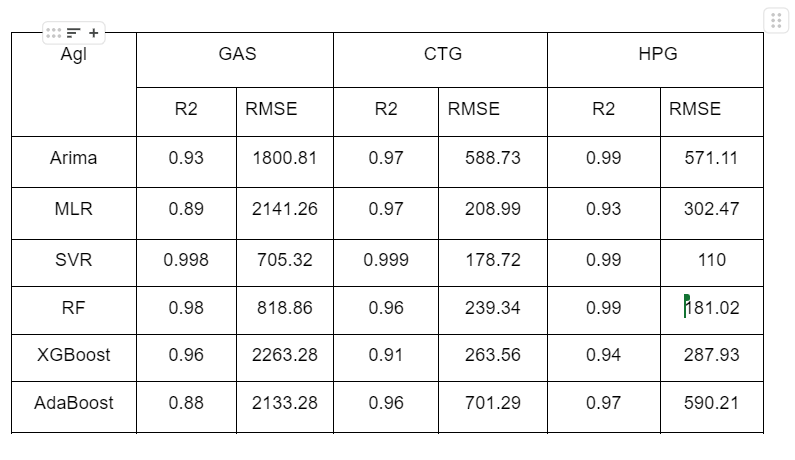 Agl GAS CTG HPG
R2 RMSE R2 RMSE R2 RMSE
Arima 0.93 1800.81 0.97 588.73 0.99 571.11
MLR 0.89 2141.26 0.97 208.99 0.93 302.47
SVR 0.998 705.32 0.999 178.72 0.99 110
RF 0.98 818.86 0.96 239.34 0.99 181.02
XGBoost 0.96 2263.28 0.91 263.56 0.94 287.93
AdaBoost 0.88 2133.28 0.96 701.29 0.97 590.21